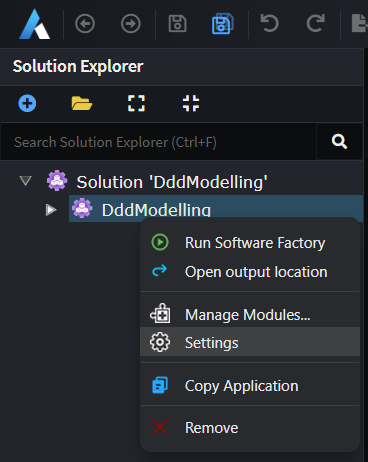 Solution Explorer
Search Solution Explorer (Ctrl+F)
Solution 'DddModelling'
DddModelling
Run Software Factory
Open output location
Manage Modules...
Settings
Copy Application
Remove